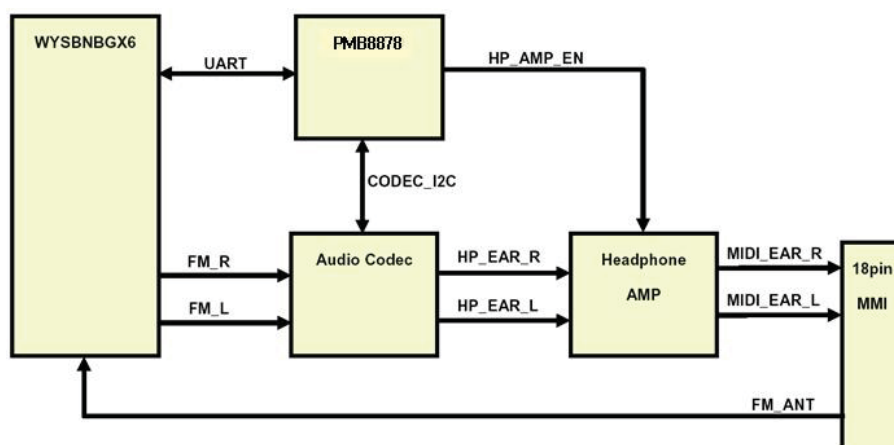 WYSBNBGX6
PMB8878
UART
HP_AMP_EN
CODEC_I2C
Audio Codec
Headphone
AMP
18pin
MMI
FM_R
FM_L
HP_EAR_R
HP_EAR_L
MIDI_EAR_R
MIDI_EAR_L
FM_ANT